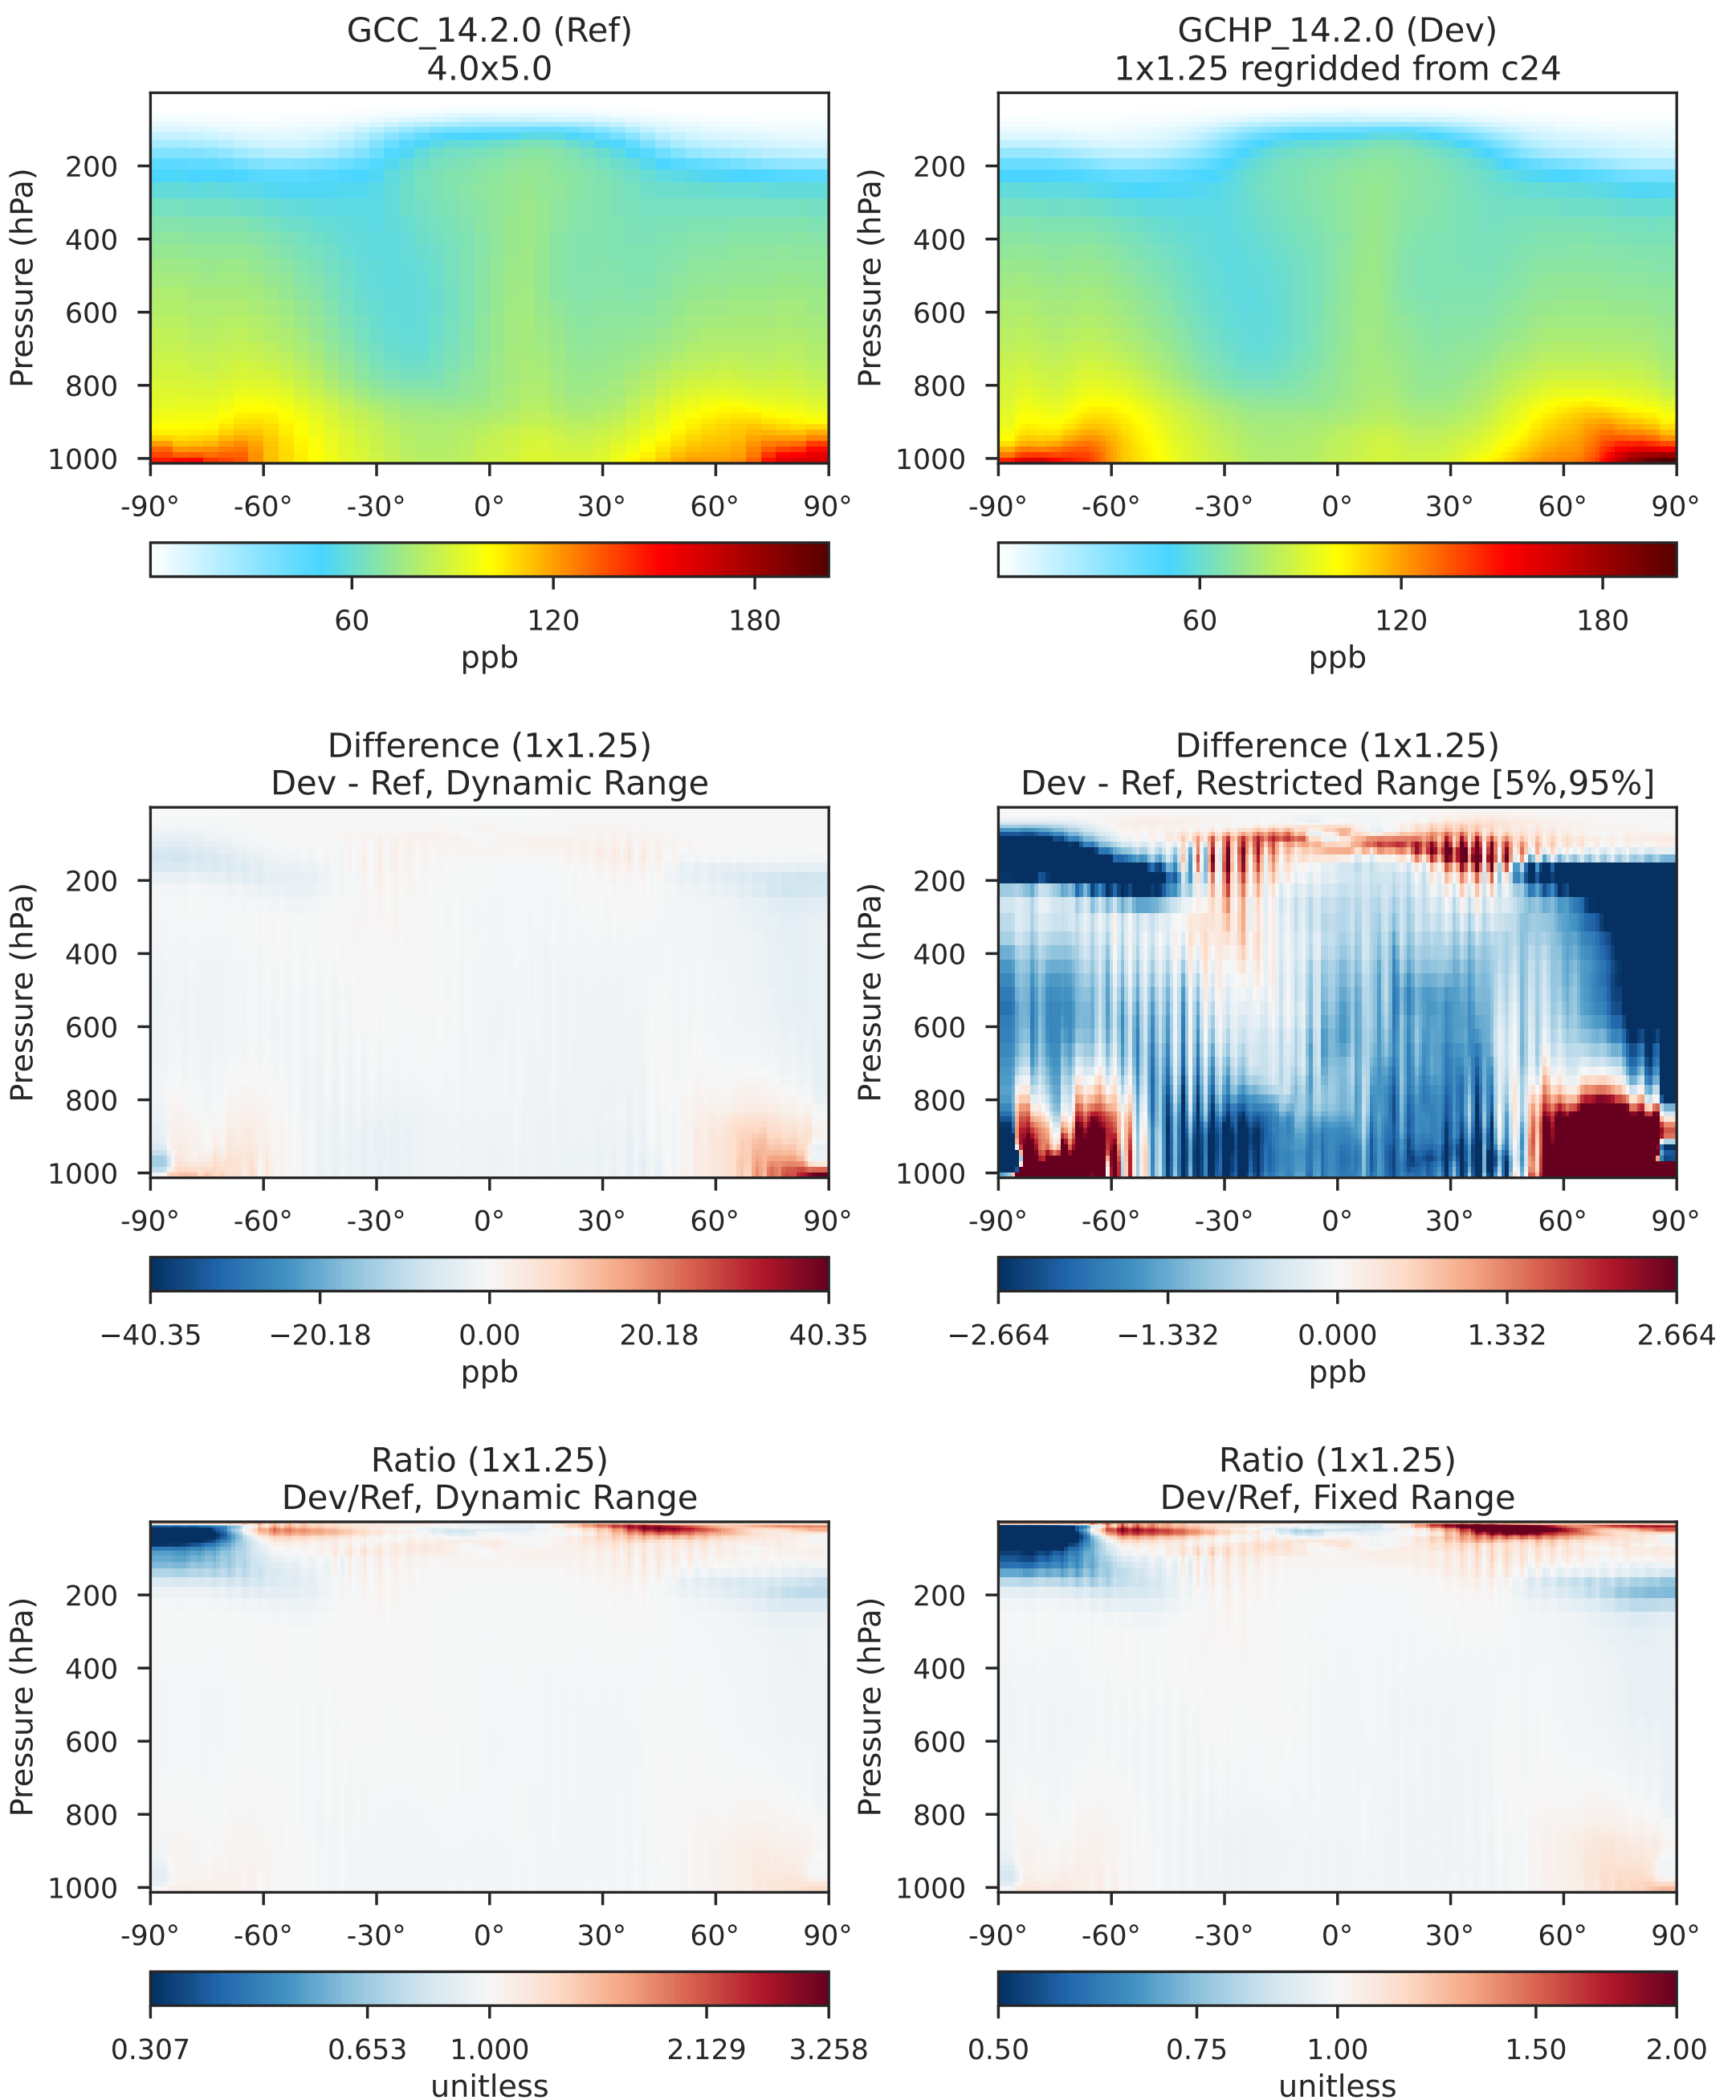 GCC_14.2.0 (Ref)
4.0x5.0
Pressure (hPa)
200
400
600
800
1000
-90° -60° -30° 0° 30° 60° 90°
60 120 180
ppb
GCHP_14.2.0 (Dev)
1x1.25 regridded from c24
Pressure (hPa)
200
400
600
800
1000
-90° -60° -30° 0° 30° 60° 90°
60 120 180
ppb
Difference (1x1.25)
Dev - Ref, Dynamic Range
Pressure (hPa)
200
400
600
800
1000
-90° -60° -30° 0° 30° 60° 90°
−40.35 −20.18 0.00 20.18 40.35
ppb
Difference (1x1.25)
Dev - Ref, Restricted Range [5%,95%]
Pressure (hPa)
200
400
600
800
1000
-90° -60° -30° 0° 30° 60° 90°
−2.664 −1.332 0.000 1.332 2.664
ppb
Ratio (1x1.25)
Dev/Ref, Dynamic Range
Pressure (hPa)
200
400
600
800
1000
-90° -60° -30° 0° 30° 60° 90°
0.307 0.653 1.000 2.129 3.258
unitless
Ratio (1x1.25)
Dev/Ref, Fixed Range
Pressure (hPa)
200
400
600
800
1000
-90° -60° -30° 0° 30° 60° 90°
0.50 0.75 1.00 1.50 2.00
unitless